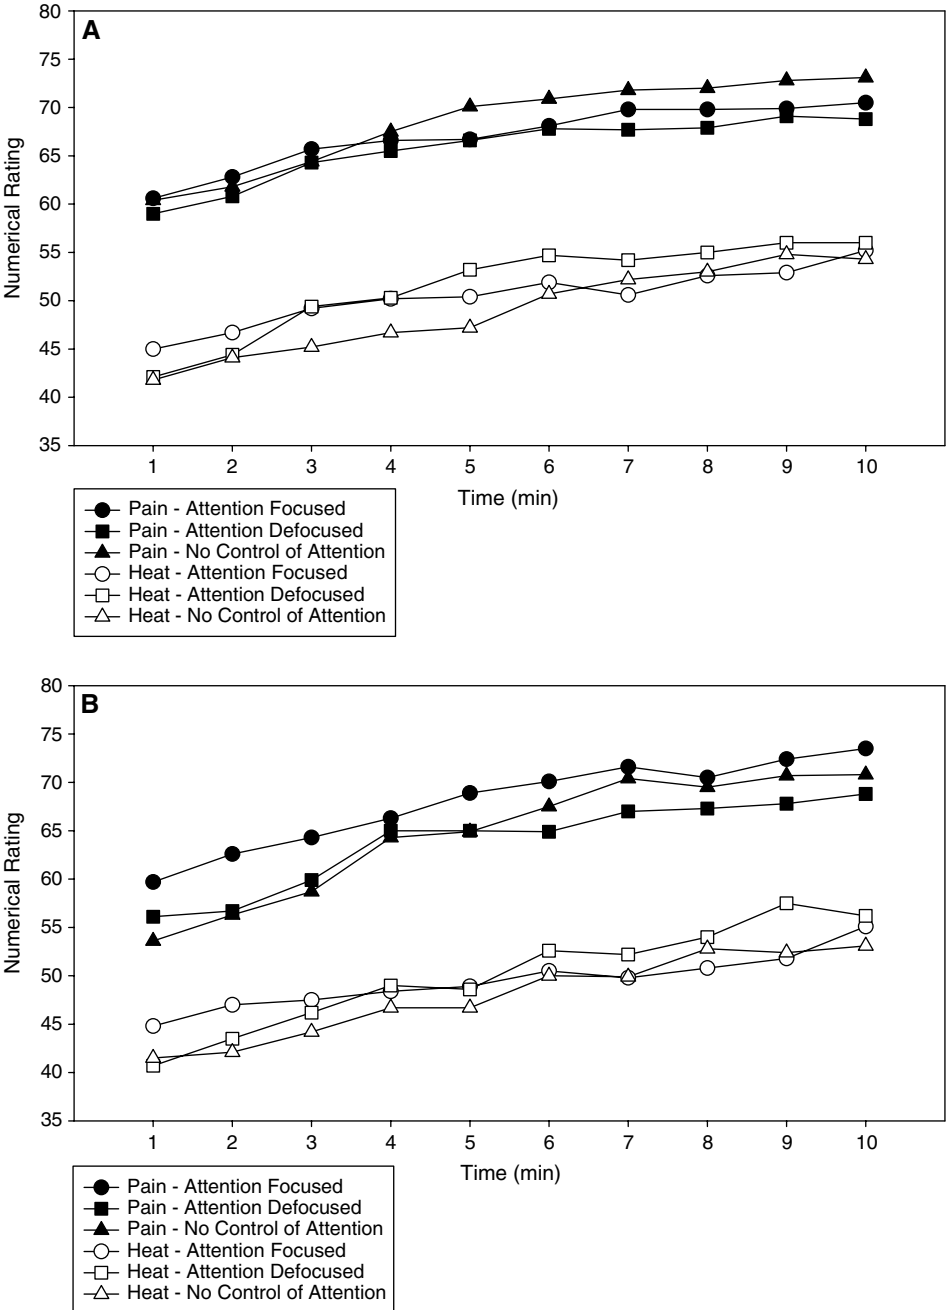 A
80
75
70
65
60
55
50
45
40
35
Numerical Rating
1 2 3 4 5 6 7 8 9 10
Time (min)
Pain - Attention Focused
Pain - Attention Defocused
Pain - No Control of Attention
Heat - Attention Focused
Heat - Attention Defocused
Heat - No Control of Attention
B
80
75
70
65
60
55
50
45
40
35
Numerical Rating
1 2 3 4 5 6 7 8 9 10
Time (min)
Pain - Attention Focused
Pain - Attention Defocused
Pain - No Control of Attention
Heat - Attention Focused
Heat - Attention Defocused
Heat - No Control of Attention